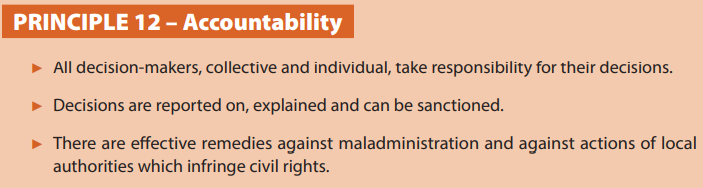 PRINCIPLE 12 – Accountability
► All decision-makers, collective and individual, take responsibility for their decisions.
► Decisions are reported on, explained and can be sanctioned.
► There are effective remedies against maladministration and against actions of local
authorities which infringe civil rights.